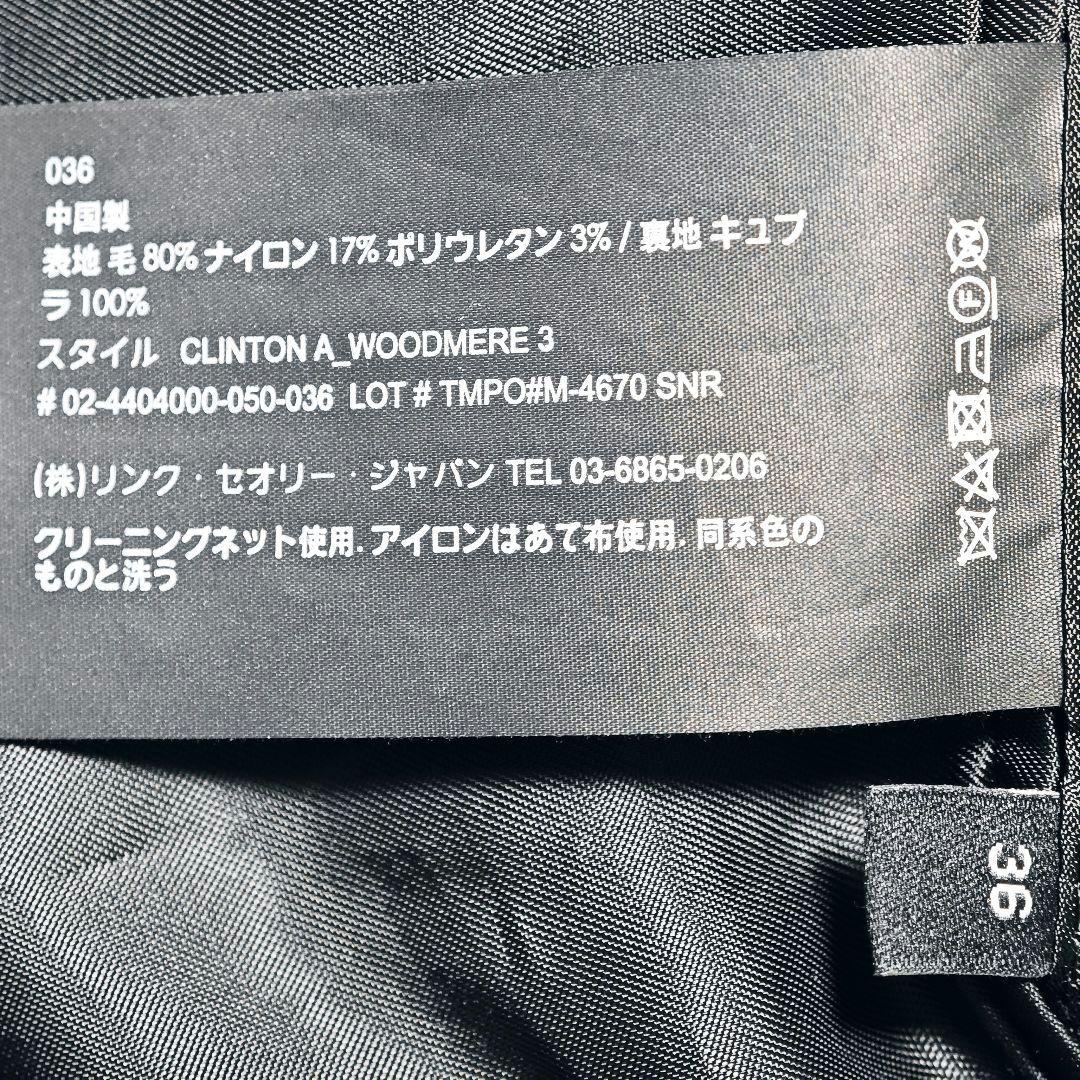 036
中国製
表地 毛 80% ナイロン 17% ポリウレタン 3% / 裏地 キュプ
ラ 100%
スタイル CLINTON A_WOODMERE 3
# 02-4404000-050-036 LOT # TMPO#M-4670 SNR
(株)リンク・セオリー・ジャパン TEL 03-6865-0206
クリーニングネット使用. アイロンはあて布使用. 同系色の
ものと洗う
W
F
36